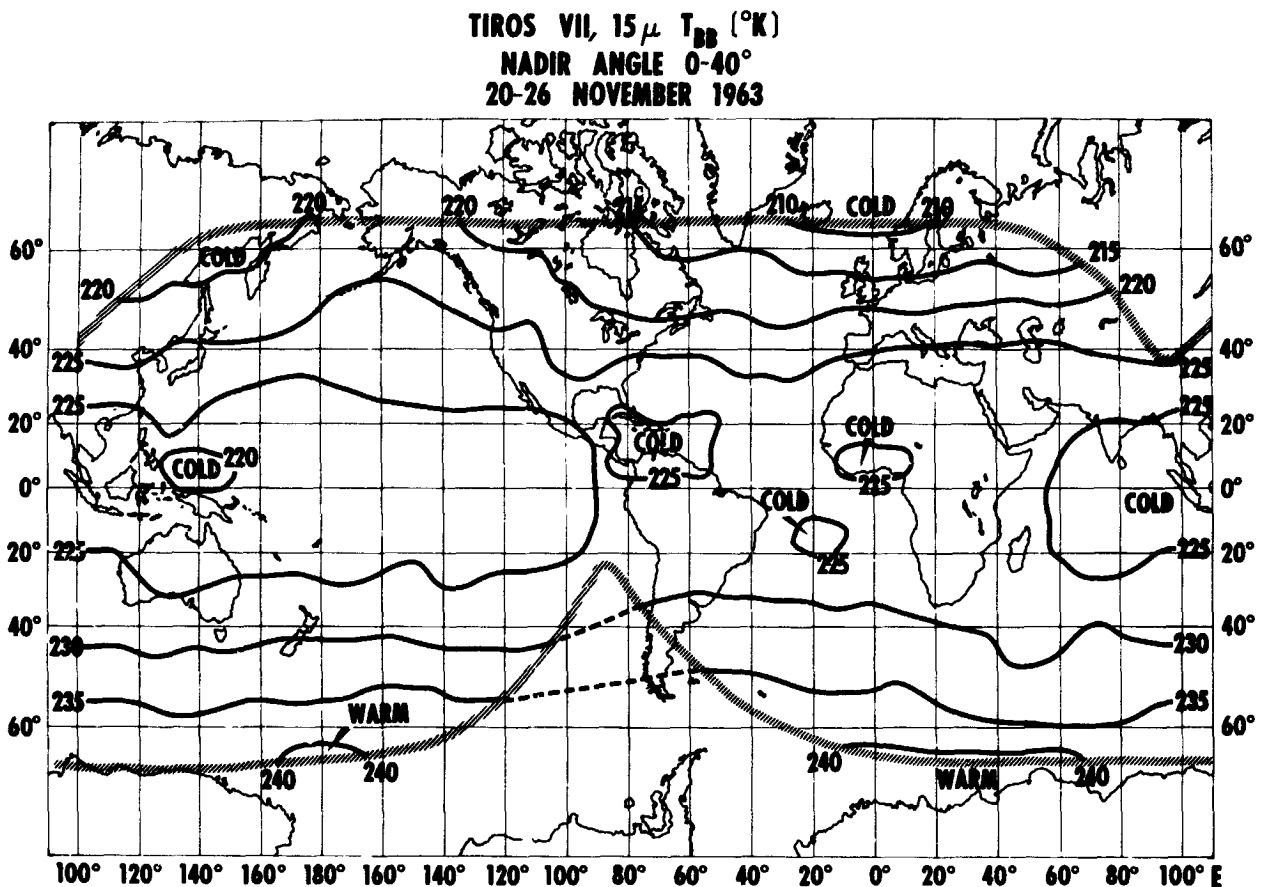 TIROS VII, 15μ T_BB (°K)
NADIR ANGLE 0-40°
20-26 NOVEMBER 1963
220 220 210 COLD 210
60° COLD 215 60°
220 220
40° 225 40° 225
225 225
20° 20°
COLD 220 COLD 225 COLD 225
0° COLD COLD 0°
225 225 225
20° 20°
40° 230 40° 230
235 235
60° WARM 60°
240 240 240 WARM 240
100° 120° 140° 160° 180° 160° 140° 120° 100° 80° 60° 40° 20° 0° 20° 40° 60° 80° 100° E